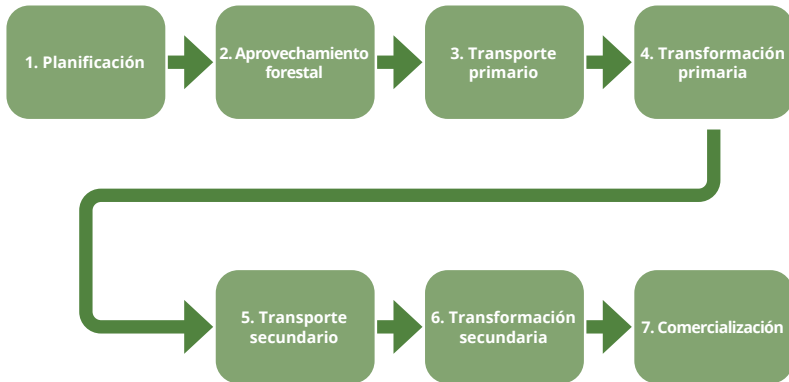 1. Planificación
2. Aprovechamiento
forestal
3. Transporte
primario
4. Transformación
primaria
5. Transporte
secundario
6. Transformación
secundaria
7. Comercialización